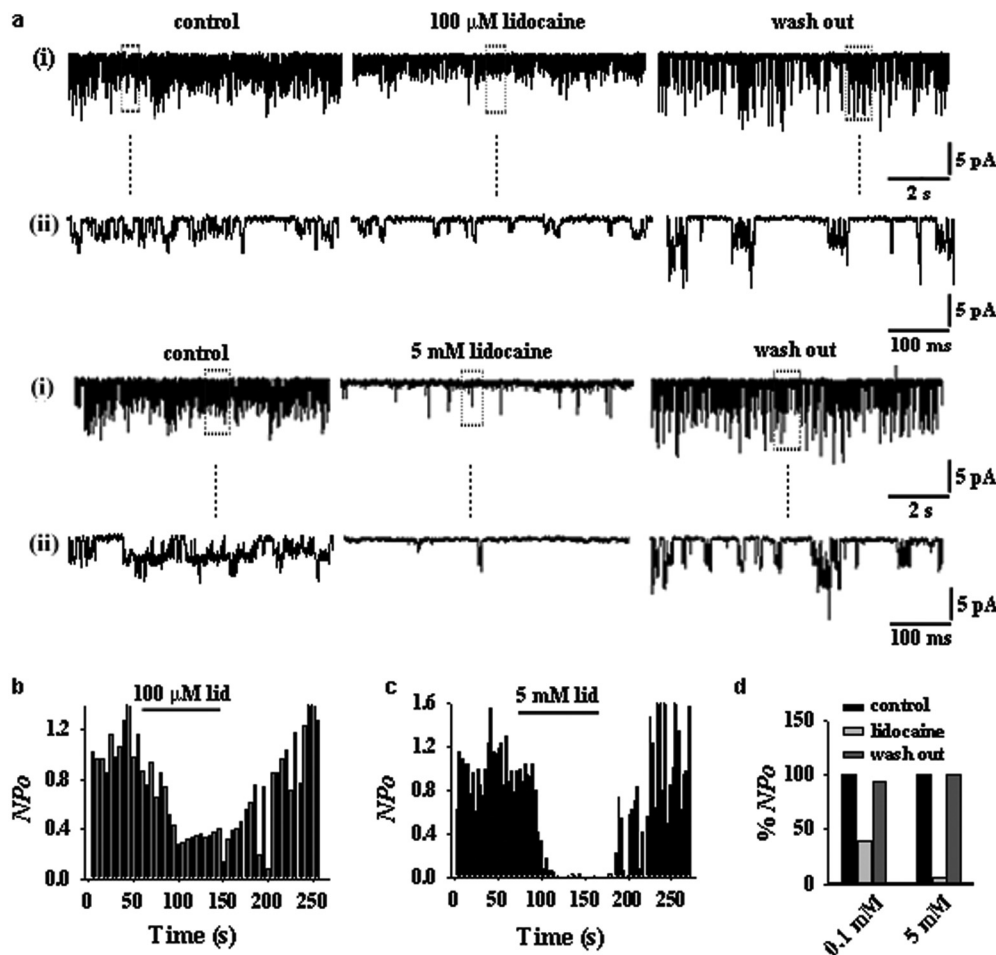 a
control 100 µM lidocaine wash out
(i)
5 pA
2 s
(ii)
5 pA
100 ms
control 5 mM lidocaine wash out
(i)
5 pA
2 s
(ii)
5 pA
100 ms
b
100 µM lid
NPo
1.2
0.8
0.4
0.0
0 50 100 150 200 250
Time (s)
c
5 mM lid
NPo
1.6
1.2
0.8
0.4
0.0
0 50 100 150 200 250
Time (s)
d
control
lidocaine
wash out
% NPo
150
100
50
0
0.1 mM 5 mM